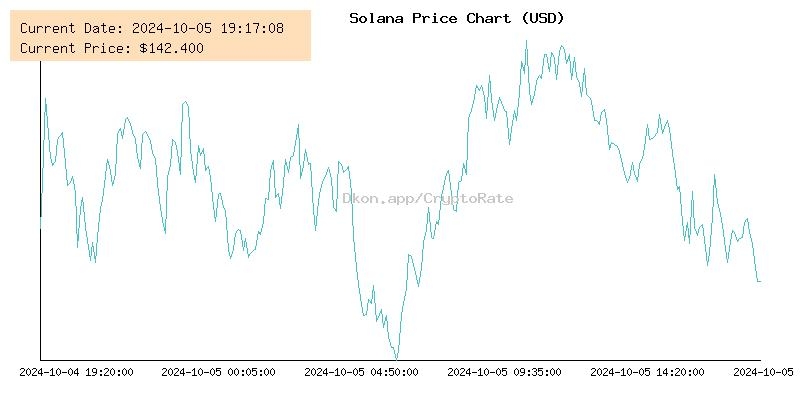 Solana Price Chart (USD)
Current Date: 2024-10-05 19:17:08
Current Price: $142.400
Dkon.app/CryptoRate
2024-10-04 19:20:00 2024-10-05 00:05:00 2024-10-05 04:50:00 2024-10-05 09:35:00 2024-10-05 14:20:00 2024-10-05